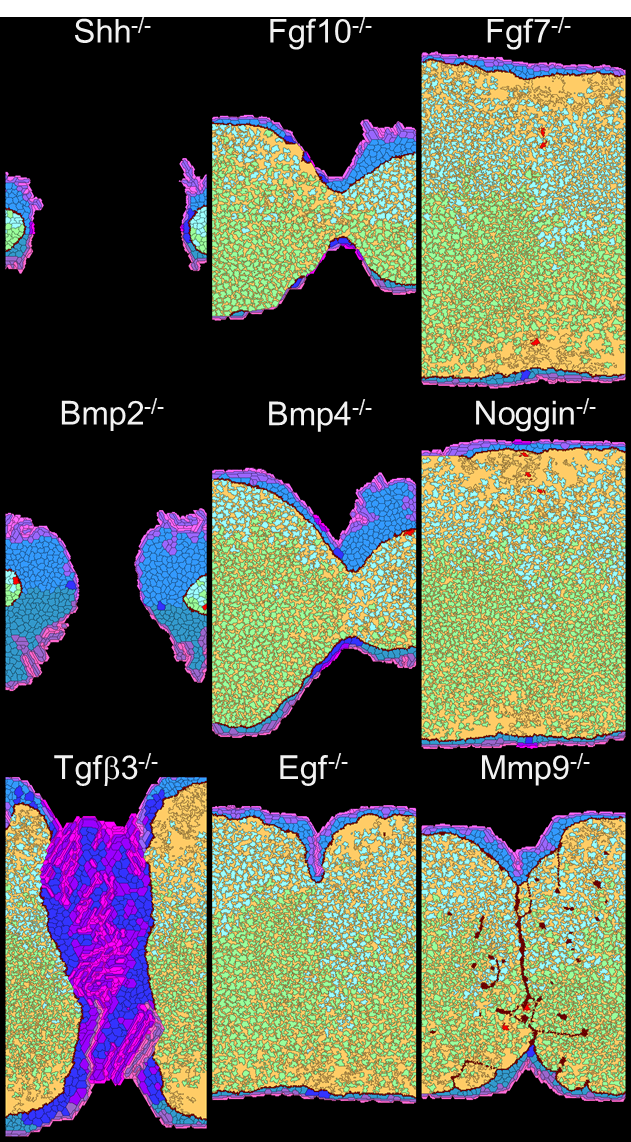 Shh-/- Fgf10-/- Fgf7-/-
Bmp2-/- Bmp4-/- Noggin-/-
Tgfβ3-/- Egf-/- Mmp9-/-